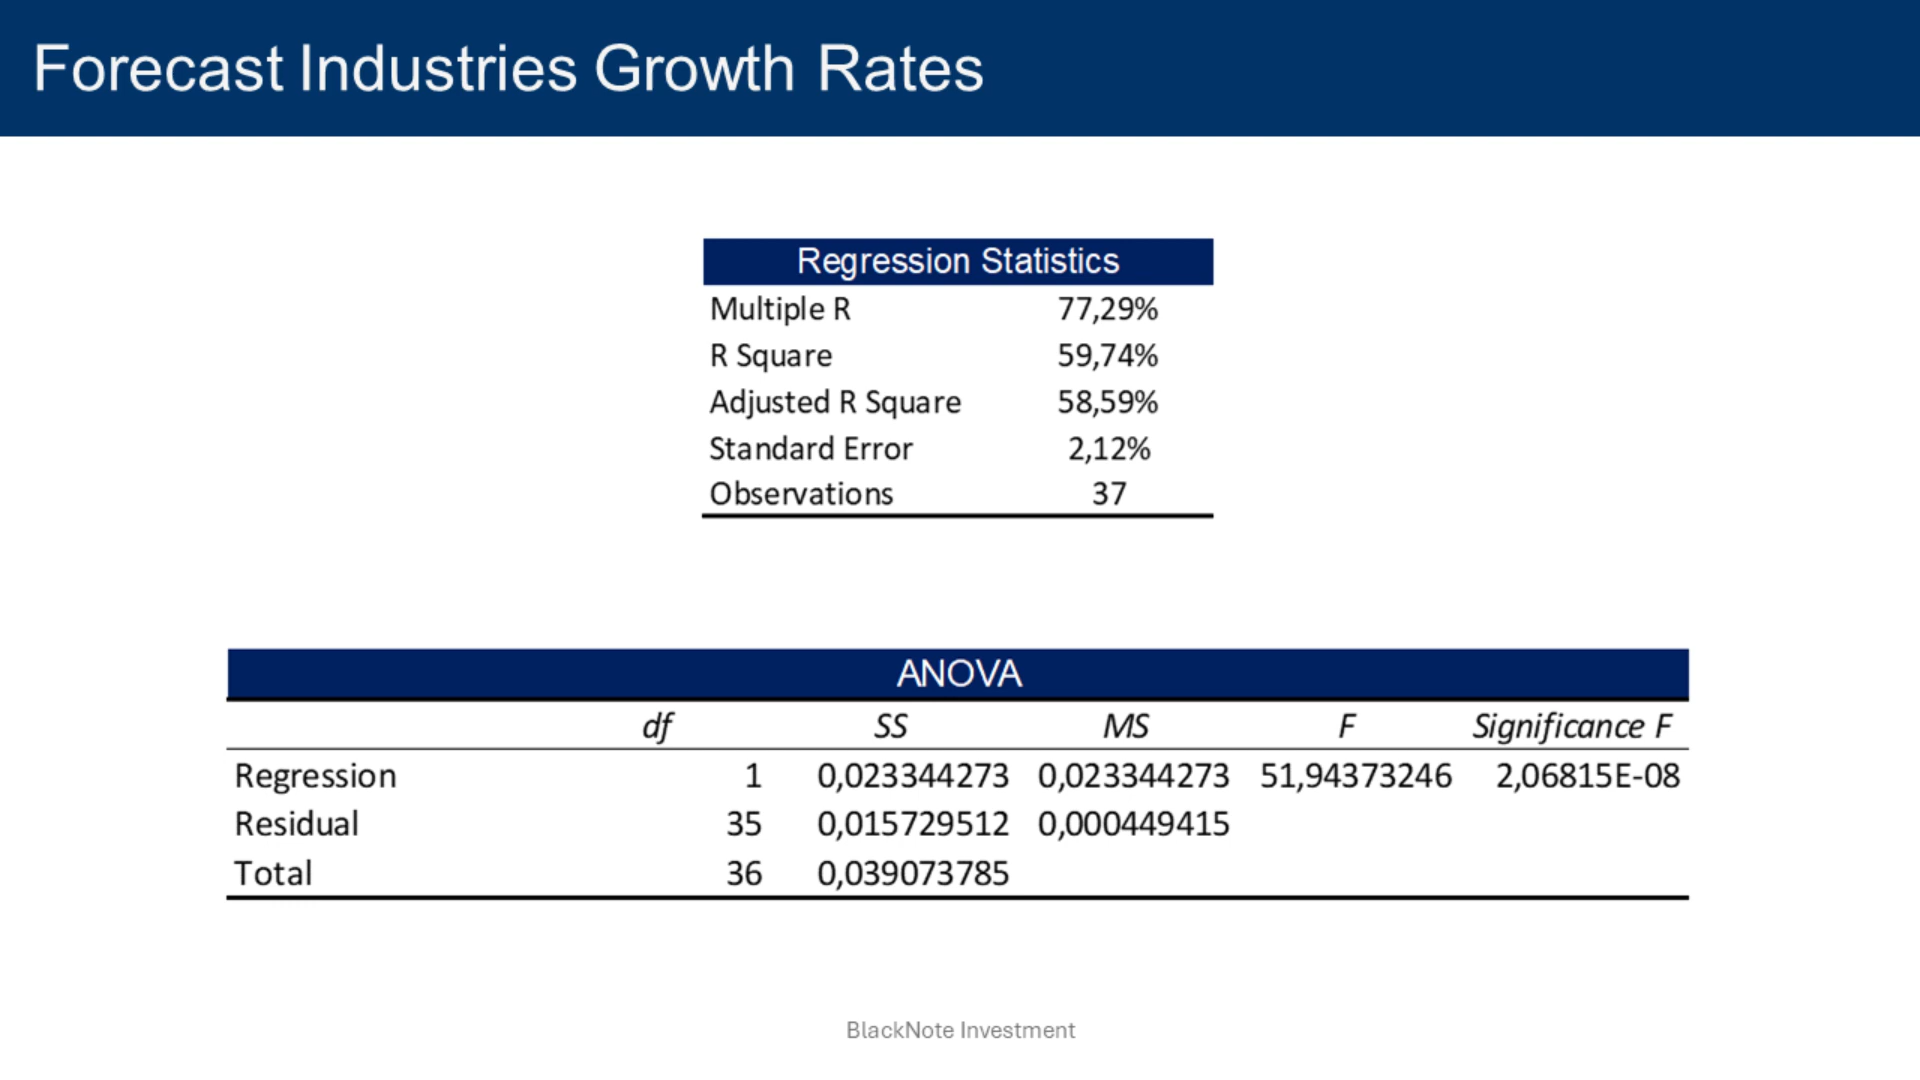 Forecast Industries Growth Rates
Regression Statistics
Multiple R 77,29%
R Square 59,74%
Adjusted R Square 58,59%
Standard Error 2,12%
Observations 37
ANOVA
df SS MS F Significance F
Regression 1 0,023344273 0,023344273 51,94373246 2,06815E-08
Residual 35 0,015729512 0,000449415
Total 36 0,039073785
BlackNote Investment